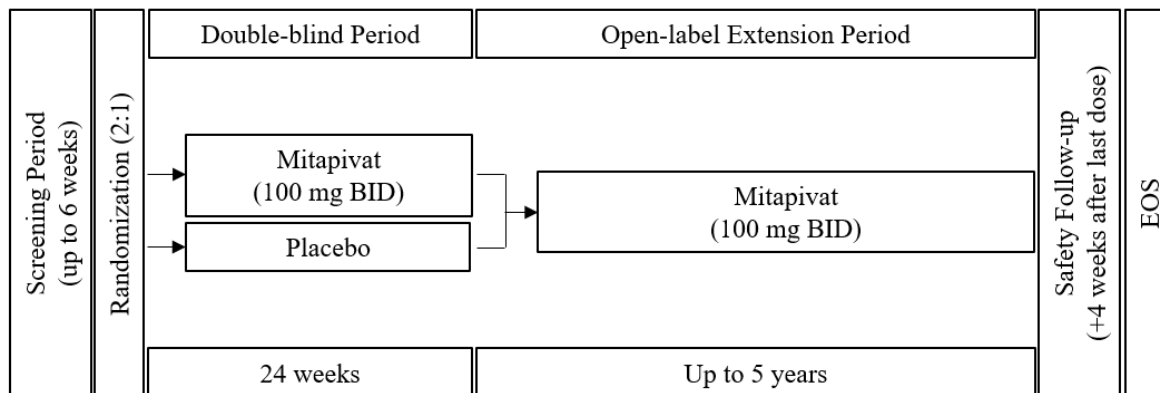 Screening Period
(up to 6 weeks)
Randomization (2:1)
Double-blind Period
Open-label Extension Period
Mitapivat
(100 mg BID)
Placebo
Mitapivat
(100 mg BID)
24 weeks
Up to 5 years
Safety Follow-up
(+4 weeks after last dose)
EOS